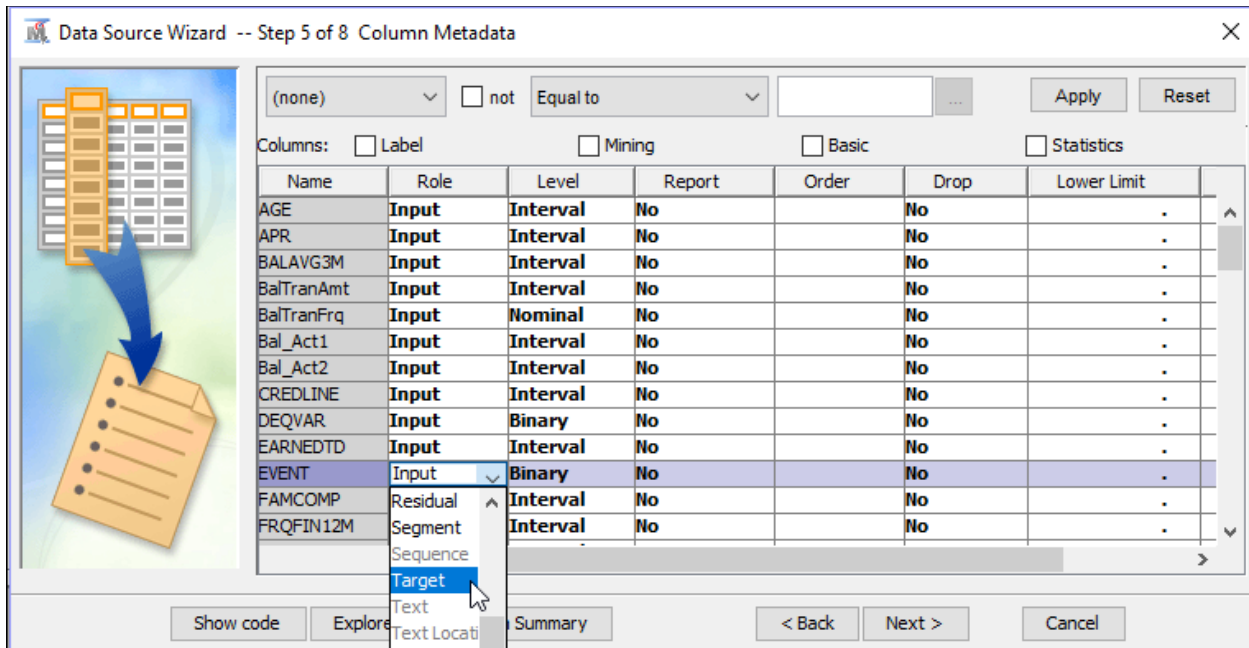 Data Source Wizard -- Step 5 of 8 Column Metadata
(none) not Equal to ... Apply Reset
Columns: Label Mining Basic Statistics
Name Role Level Report Order Drop Lower Limit
AGE Input Interval No No .
APR Input Interval No No .
BALAVG3M Input Interval No No .
BalTranAmt Input Interval No No .
BalTranFrq Input Nominal No No .
Bal_Act1 Input Interval No No .
Bal_Act2 Input Interval No No .
CREDLINE Input Interval No No .
DEQVAR Input Binary No No .
EARNEDTD Input Interval No No .
EVENT Input Binary No No .
FAMCOMP Residual Interval No No .
FRQFIN12M Segment Interval No No .
Sequence
Target
Text
Show code Explore Summary < Back Next > Cancel
Text Locati